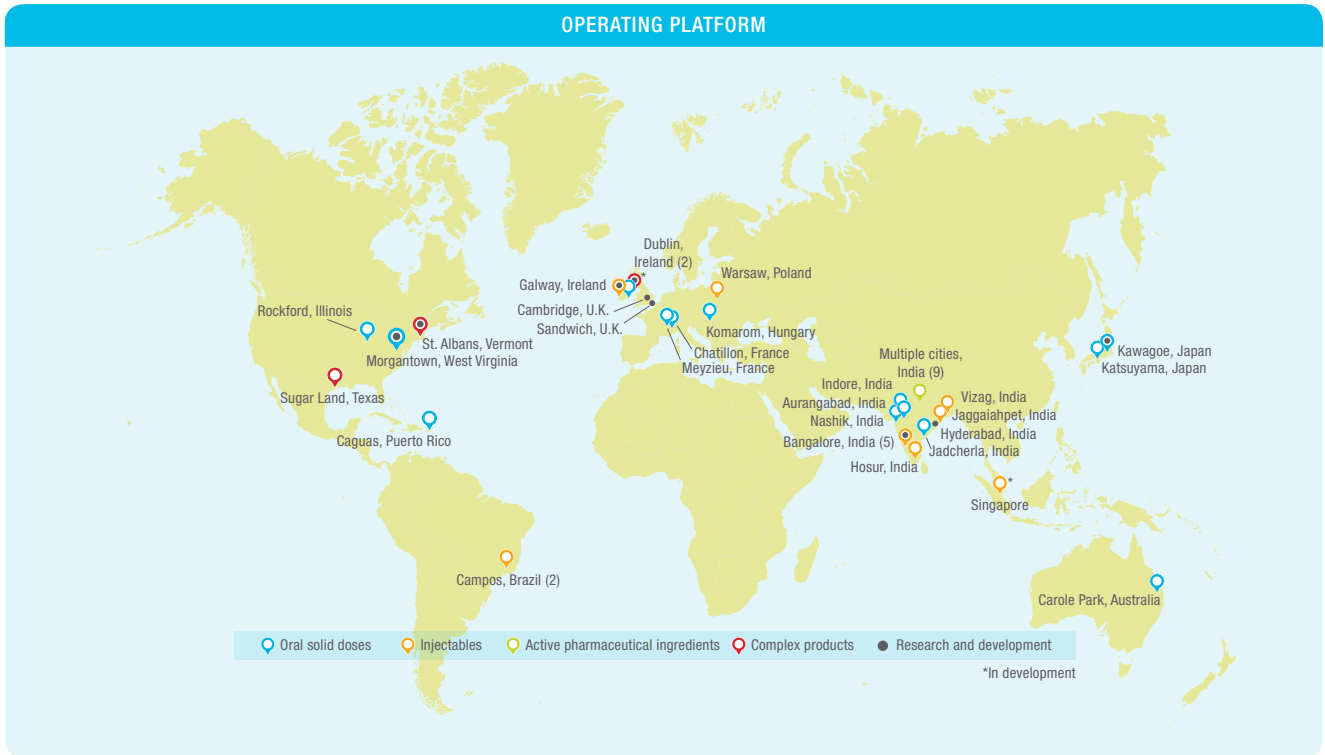 OPERATING PLATFORM
Dublin,
Ireland (2)
*
Galway, Ireland
Warsaw, Poland
Cambridge, U.K.
Sandwich, U.K.
Rockford, Illinois
Komarom, Hungary
St. Albans, Vermont
Chatillon, France
Morgantown, West Virginia
Meyzieu, France
Multiple cities,
India (9)
Kawagoe, Japan
Katsuyama, Japan
Sugar Land, Texas
Indore, India
Vizag, India
Aurangabad, India
Jaggaiahpet, India
Nashik, India
Hyderabad, India
Caguas, Puerto Rico
Bangalore, India (5)
Jadcherla, India
Hosur, India
*
Singapore
Campos, Brazil (2)
Carole Park, Australia
Oral solid doses Injectables Active pharmaceutical ingredients Complex products Research and development
*In development